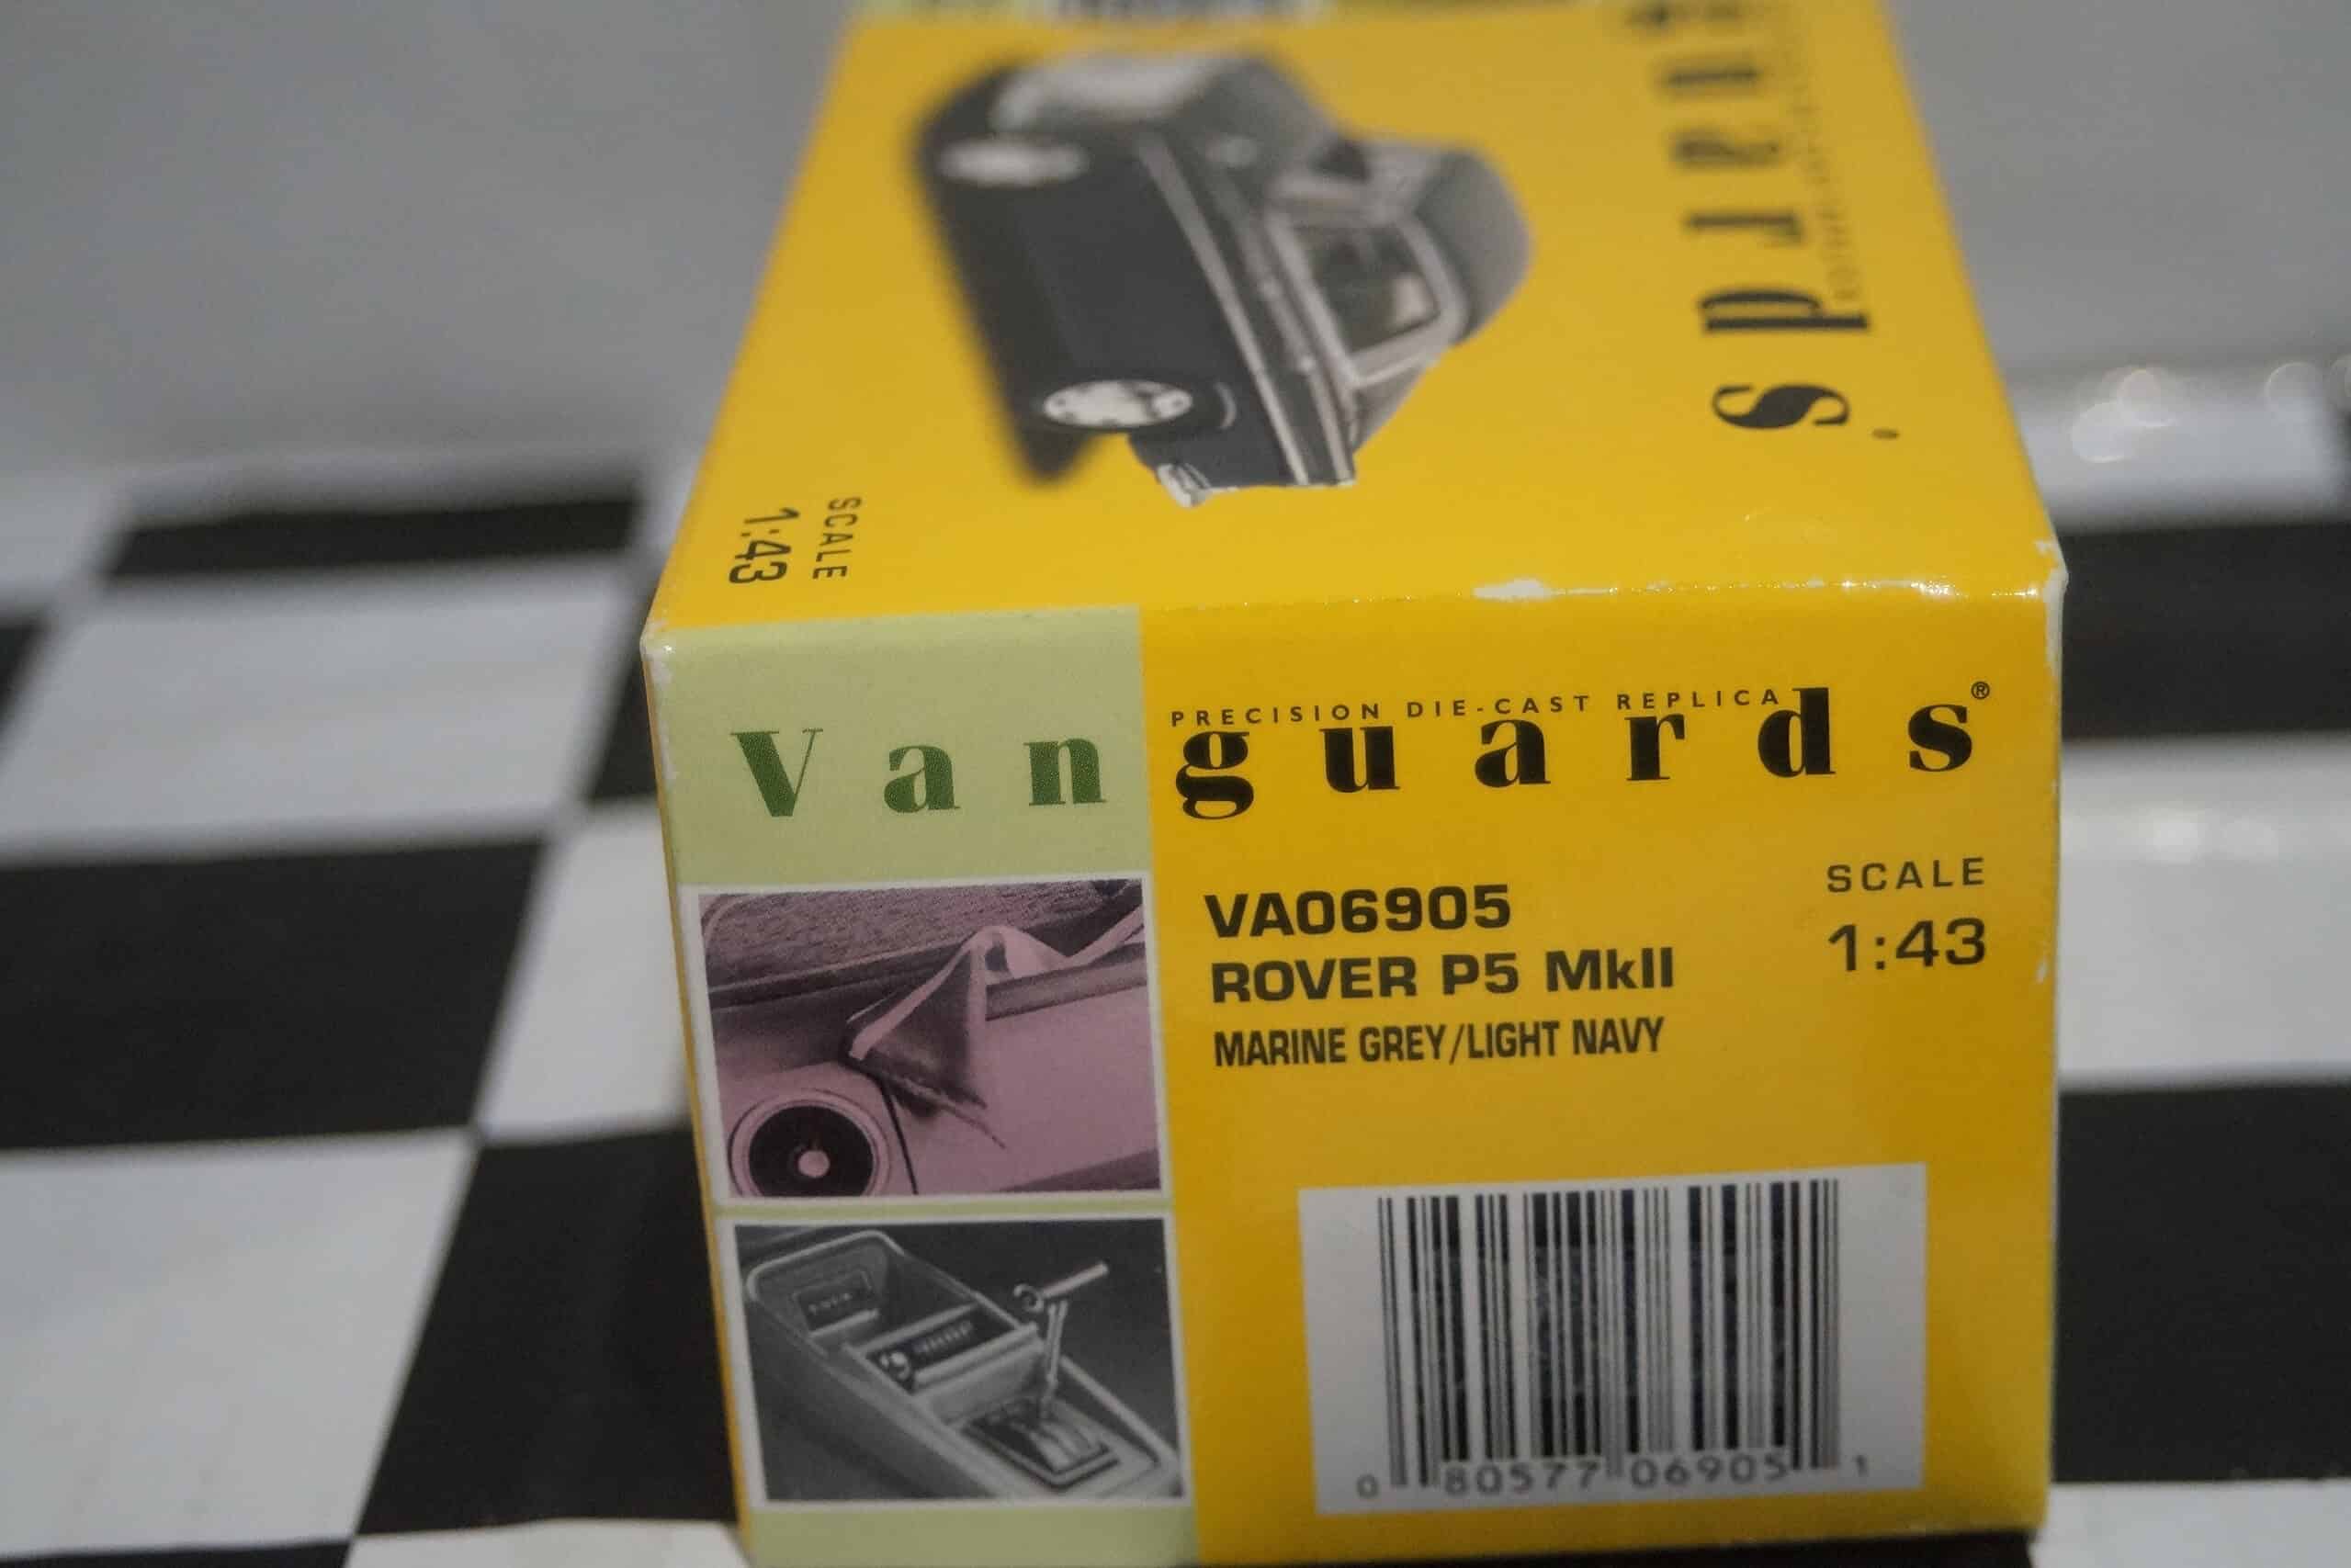 uards
SCALE
1:43
PRECISION DIE-CAST REPLICA
Vanguards®
VA06905
ROVER P5 MkII
MARINE GREY/LIGHT NAVY
SCALE
1:43
0 80577 06905 1